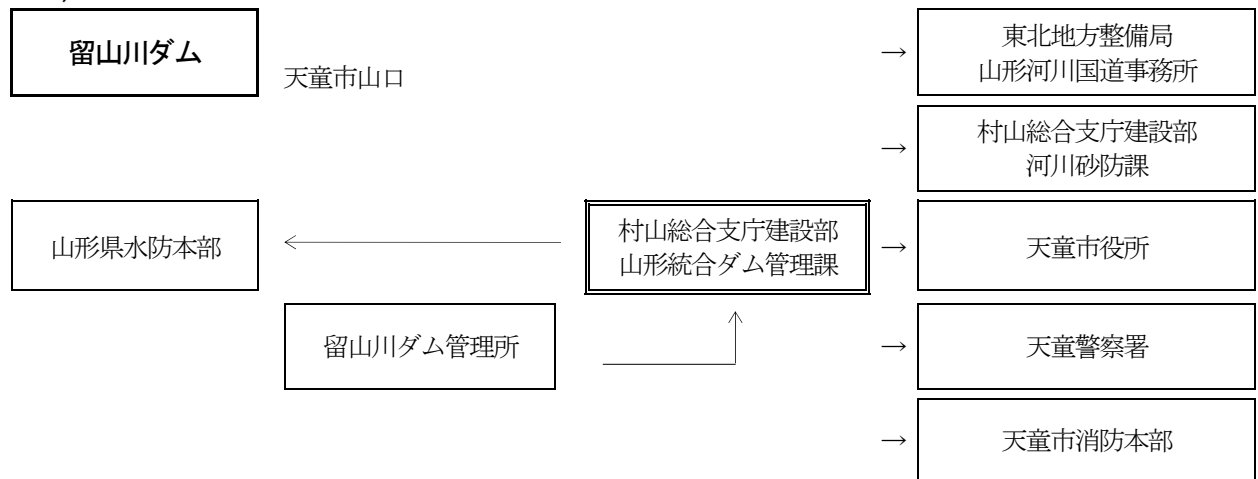 留山川ダム
天童市山口
→
東北地方整備局
山形河川国道事務所
→
村山総合支庁建設部
河川砂防課
山形県水防本部
村山総合支庁建設部
山形統合ダム管理課
→
天童市役所
留山川ダム管理所
→
天童警察署
→
天童市消防本部